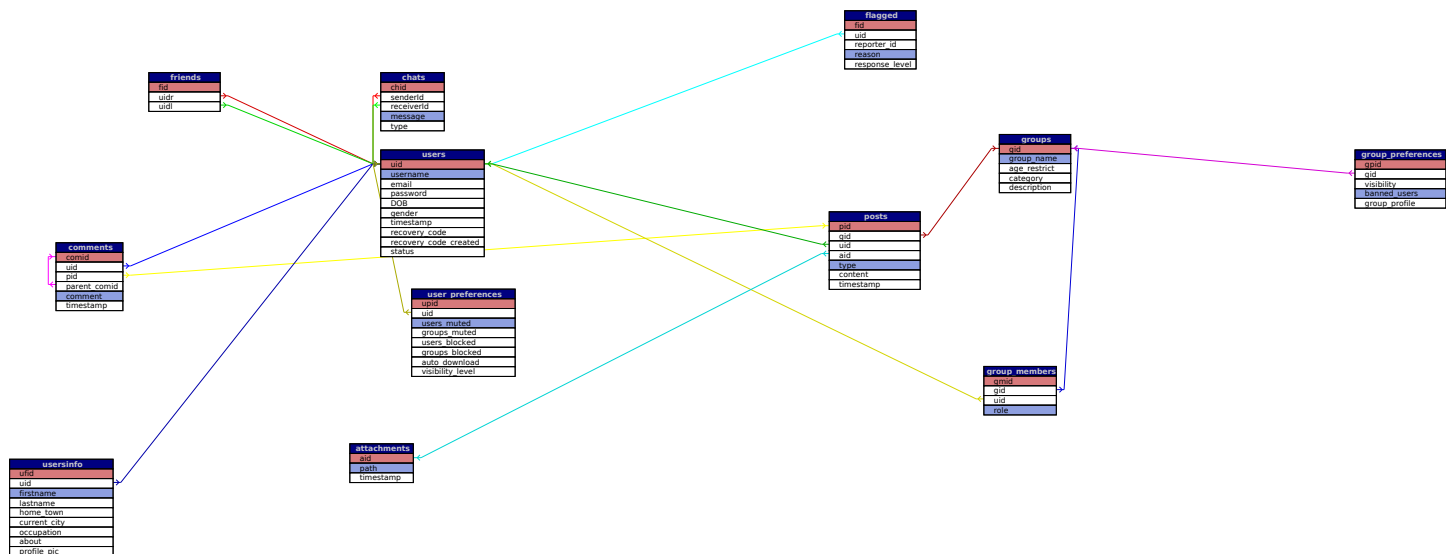 flagged
fid
uid
reporter_id
reason
response_level
friends
fid
uidr
uidl
chats
chid
senderId
receiverId
message
type
users
uid
username
email
password
DOB
gender
timestamp
recovery_code
recovery_code_created
status
groups
gid
group_name
age_restrict
category
description
group_preferences
gpid
gid
visibility
banned_users
group_profile
posts
pid
gid
uid
aid
type
content
timestamp
comments
comid
uid
pid
parent_comid
comment
timestamp
user_preferences
upid
uid
users_muted
groups_muted
users_blocked
groups_blocked
auto_download
visibility_level
group_members
gmid
gid
uid
role
attachments
aid
path
timestamp
usersinfo
ufid
uid
firstname
lastname
home_town
current_city
occupation
about
profile_pic